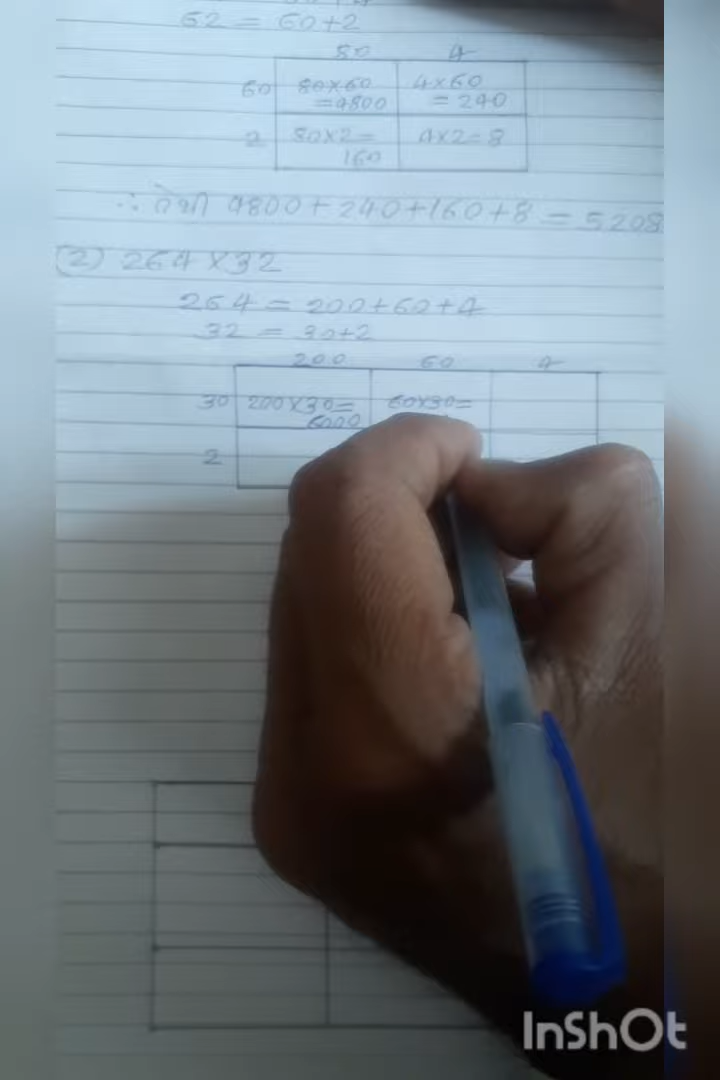 62 = 60+2
80 4
60 80×60 =4800 4×60 = 240
2 80×2= 160 4×2=8
∴ तेथी 4800+240+160+8 = 5208
(2) 264×32
264 = 200+60+4
32 = 30+2
200 60 4
30 200×30= 6000 60×30=
2
InShOt